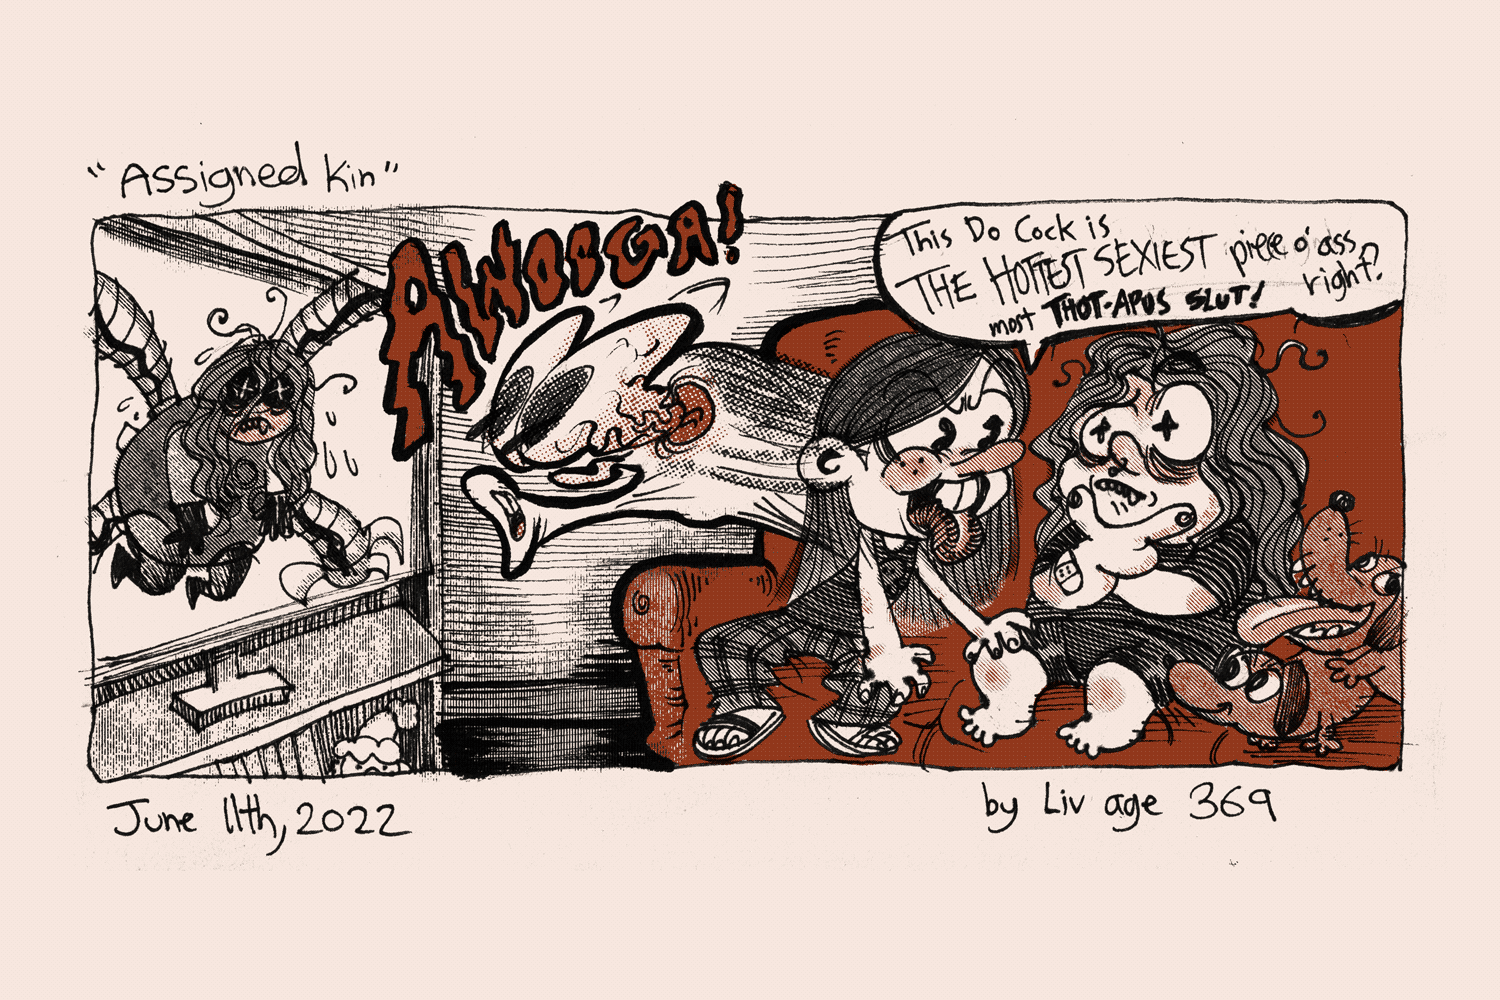 "Assigned Kin"
AWOOGA!
This Do Cock is
THE HOTTEST SEXIEST piece o' ass
most THOT-APUS SLUT! right?
June 11th, 2022
by Liv age 369